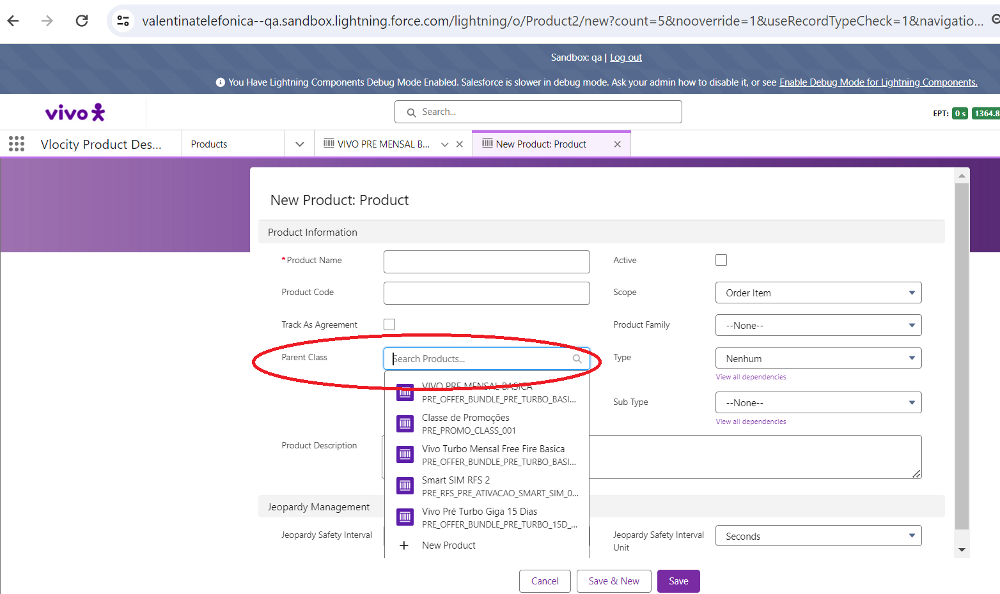 valentinatelefonica--qa.sandbox.lightning.force.com/lightning/o/Product2/new?count=5&nooverride=1&useRecordTypeCheck=1&navigatio...
Sandbox: qa | Log out
You Have Lightning Components Debug Mode Enabled. Salesforce is slower in debug mode. Ask your admin how to disable it, or see Enable Debug Mode for Lightning Components.
vivo
Search...
EPT: 0 s 1364.8
Vlocity Product Des...
Products
VIVO PRE MENSAL B...
New Product: Product
New Product: Product
Product Information
*Product Name
Active
Product Code
Scope
Order Item
Track As Agreement
Product Family
--None--
Parent Class
Search Products...
Type
Nenhum
View all dependencies
VIVO PRE MENSAL BASICA
PRE_OFFER_BUNDLE_PRE_TURBO_BASI...
Sub Type
--None--
View all dependencies
Classe de Promoções
PRE_PROMO_CLASS_001
Product Description
Vivo Turbo Mensal Free Fire Basica
PRE_OFFER_BUNDLE_PRE_TURBO_BASI...
Smart SIM RFS 2
PRE_RFS_PRE_ATIVACAO_SMART_SIM_0...
Jeopardy Management
Vivo Pré Turbo Giga 15 Dias
PRE_OFFER_BUNDLE_PRE_TURBO_15D_...
Jeopardy Safety Interval
New Product
Jeopardy Safety Interval
Unit
Seconds
Cancel
Save & New
Save